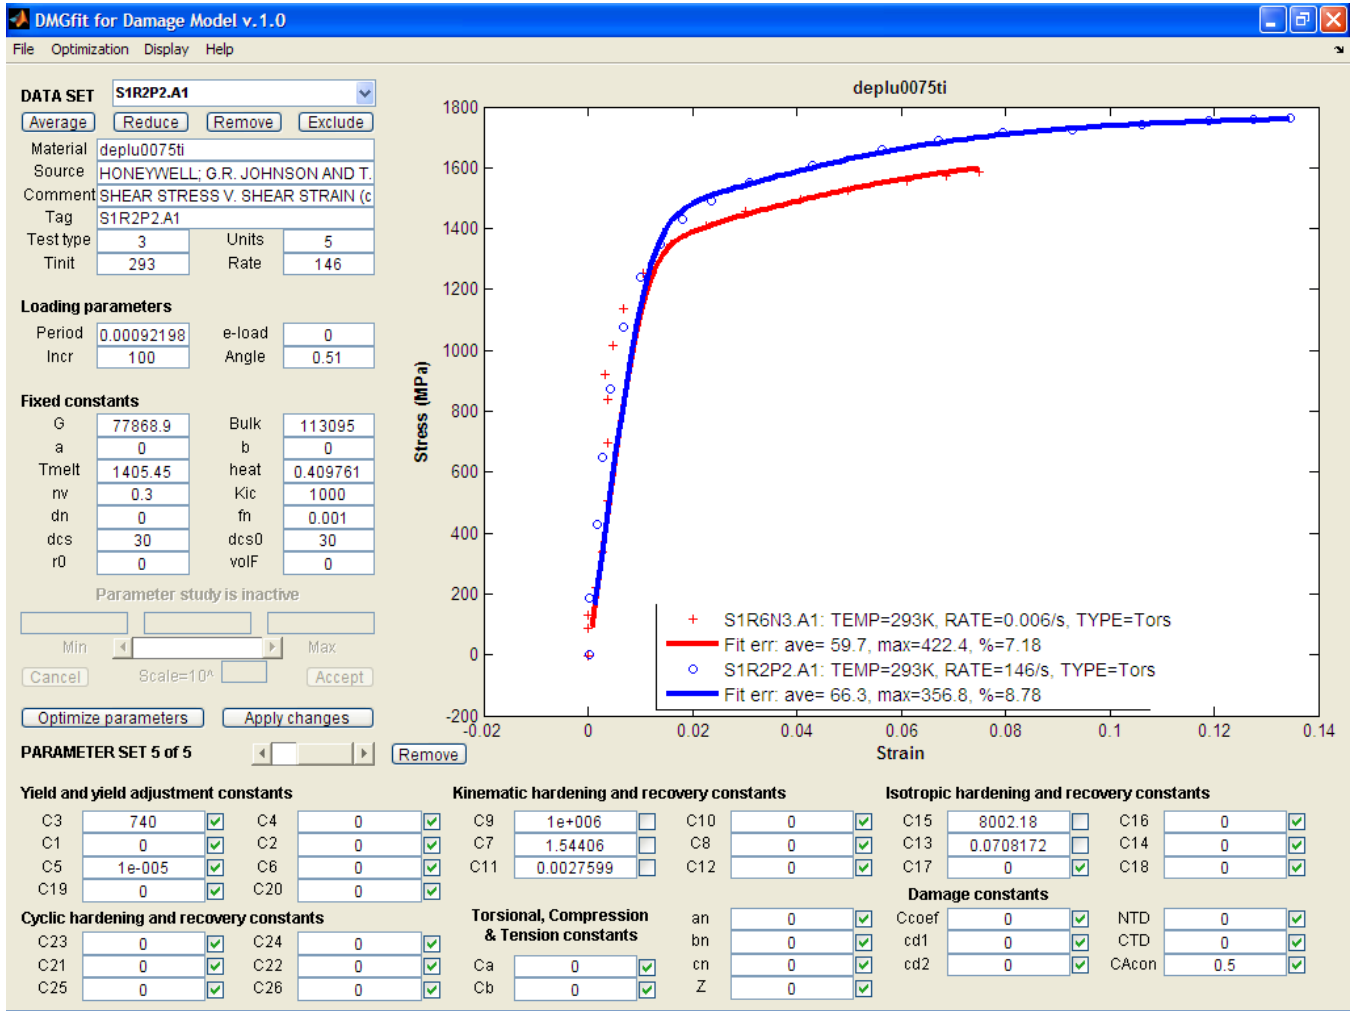 DMGfit for Damage Model v.1.0
File Optimization Display Help
DATA SET S1R2P2.A1
Average Reduce Remove Exclude
Material deplu0075ti
Source HONEYWELL; G.R. JOHNSON AND T.
Comment SHEAR STRESS V. SHEAR STRAIN (c
Tag S1R2P2.A1
Test type 3 Units 5
Tinit 293 Rate 146
Loading parameters
Period 0.00092198 e-load 0
Incr 100 Angle 0.51
Fixed constants
G 77868.9 Bulk 113095
a 0 b 0
Tmelt 1405.45 heat 0.409761
nv 0.3 Kic 1000
dn 0 fn 0.001
dcs 30 dcs0 30
r0 0 volF 0
Parameter study is inactive
Min Max
Cancel Scale=10^ Accept
Optimize parameters Apply changes
PARAMETER SET 5 of 5 Remove
deplu0075ti
1800
1600
1400
1200
1000
800
600
400
200
0
-200
Stress (MPa)
-0.02 0 0.02 0.04 0.06 0.08 0.1 0.12 0.14
Strain
S1R6N3.A1: TEMP=293K, RATE=0.006/s, TYPE=Tors
Fit err: ave= 59.7, max=422.4, %=7.18
S1R2P2.A1: TEMP=293K, RATE=146/s, TYPE=Tors
Fit err: ave= 66.3, max=356.8, %=8.78
Yield and yield adjustment constants
C3 740 C4 0
C1 0 C2 0
C5 1e-005 C6 0
C19 0 C20 0
Cyclic hardening and recovery constants
C23 0 C24 0
C21 0 C22 0
C25 0 C26 0
Kinematic hardening and recovery constants
C9 1e+006 C10 0
C7 1.54406 C8 0
C11 0.0027599 C12 0
Torsional, Compression
& Tension constants
Ca 0
Cb 0
an 0
bn 0
cn 0
Z 0
Isotropic hardening and recovery constants
C15 8002.18 C16 0
C13 0.0708172 C14 0
C17 0 C18 0
Damage constants
Ccoef 0 NTD 0
cd1 0 CTD 0
cd2 0 CAcon 0.5